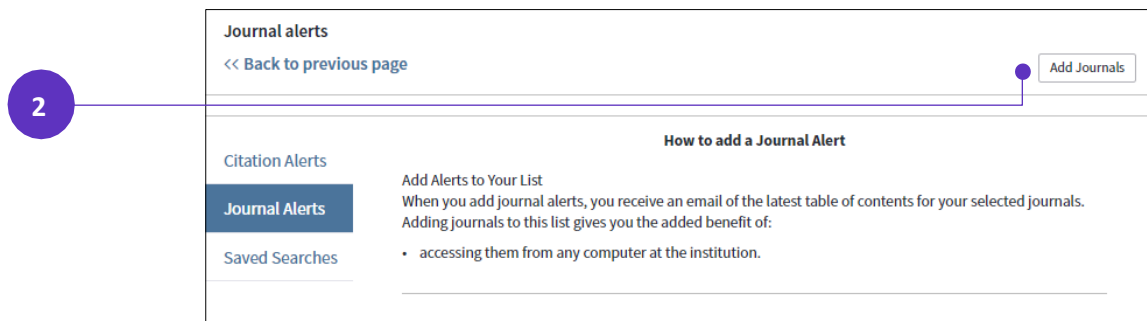 Journal alerts
<< Back to previous page
Add Journals
2
How to add a Journal Alert
Citation Alerts
Journal Alerts
Saved Searches
Add Alerts to Your List
When you add journal alerts, you receive an email of the latest table of contents for your selected journals.
Adding journals to this list gives you the added benefit of:
• accessing them from any computer at the institution.